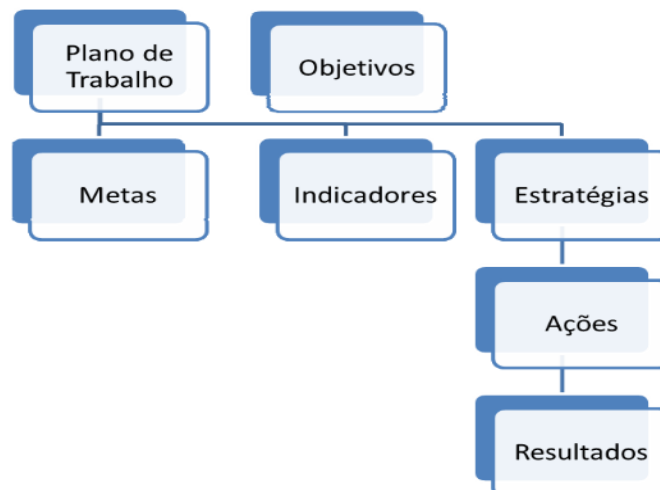 Plano de
Trabalho
Objetivos
Metas
Indicadores
Estratégias
Ações
Resultados